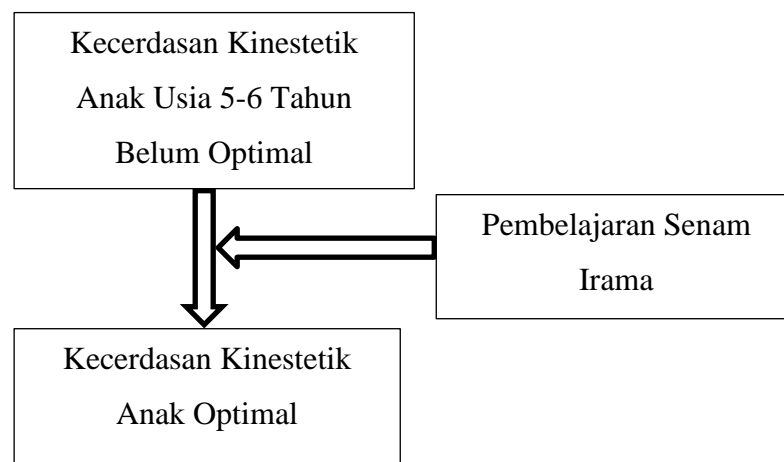 Kecerdasan Kinestetik
Anak Usia 5-6 Tahun
Belum Optimal
Pembelajaran Senam
Irama
Kecerdasan Kinestetik
Anak Optimal